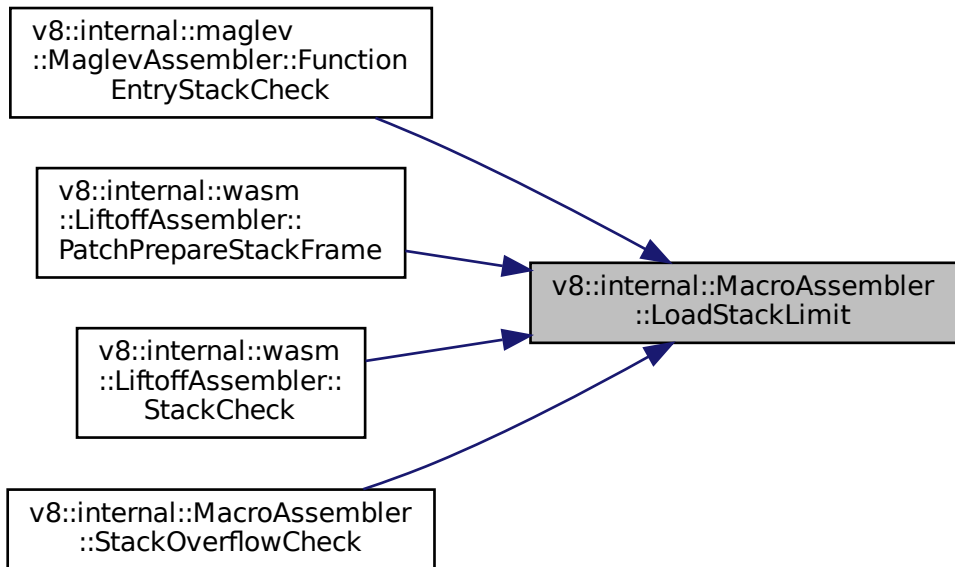 v8::internal::maglev
::MaglevAssembler::Function
EntryStackCheck
v8::internal::wasm
::LiftoffAssembler::
PatchPrepareStackFrame
v8::internal::MacroAssembler
::LoadStackLimit
v8::internal::wasm
::LiftoffAssembler::
StackCheck
v8::internal::MacroAssembler
::StackOverflowCheck